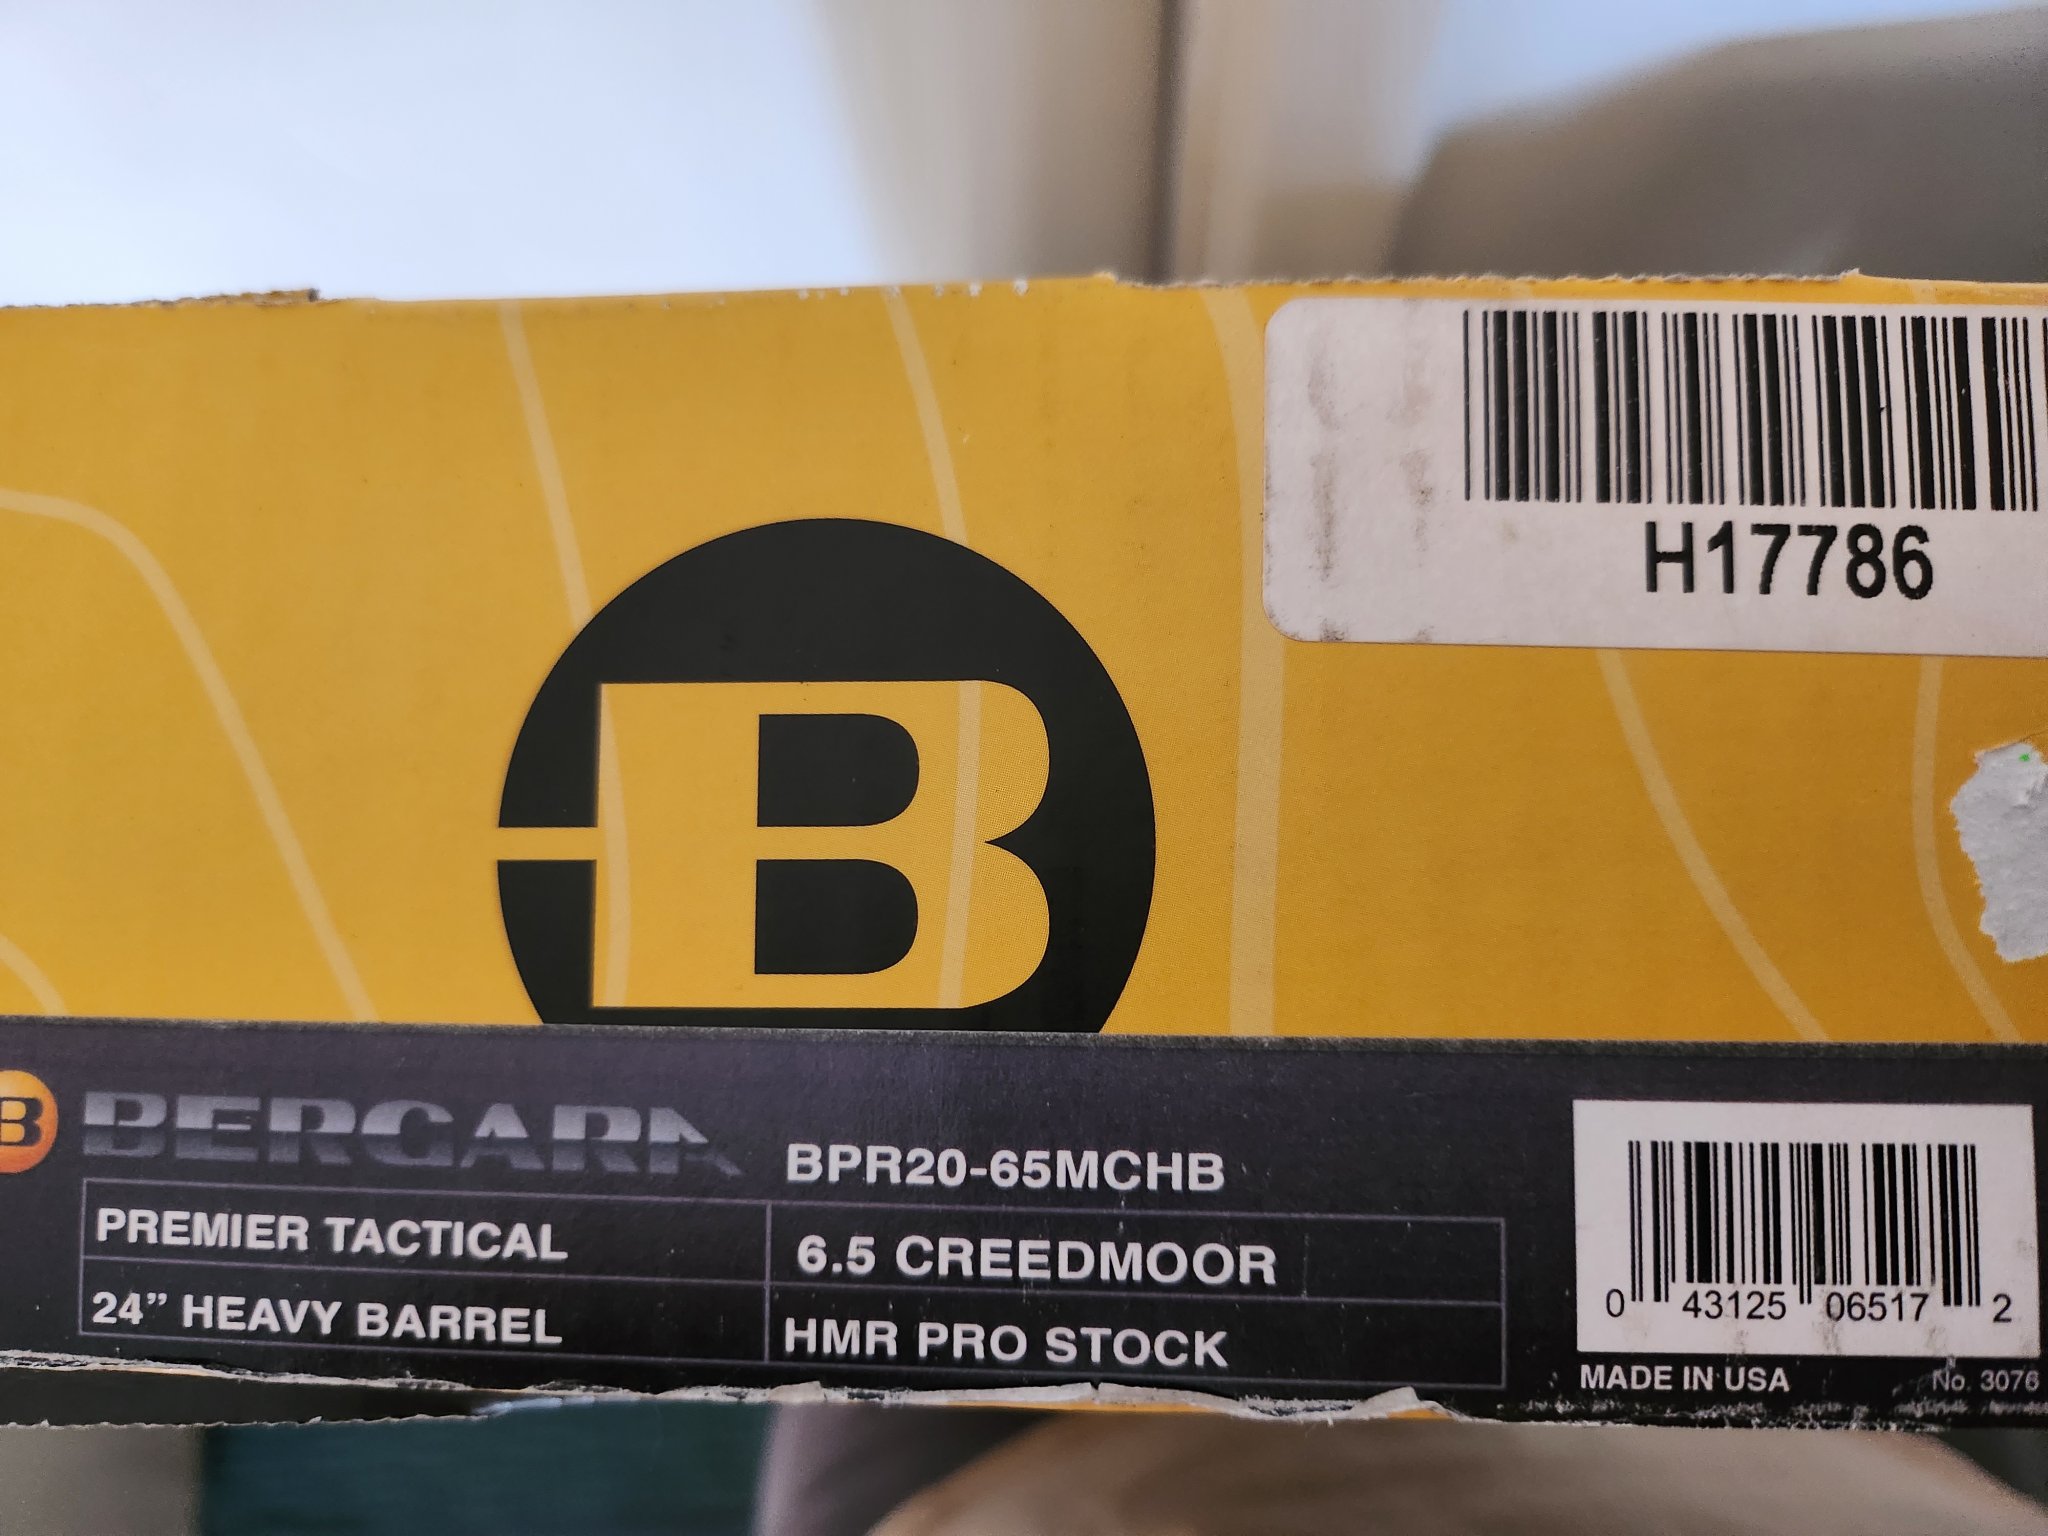 H17786
B
B BERGARA
BPR20-65MCHB
PREMIER TACTICAL
6.5 CREEDMOOR
24” HEAVY BARREL
HMR PRO STOCK
0 43125 06517 2
MADE IN USA
No. 3076